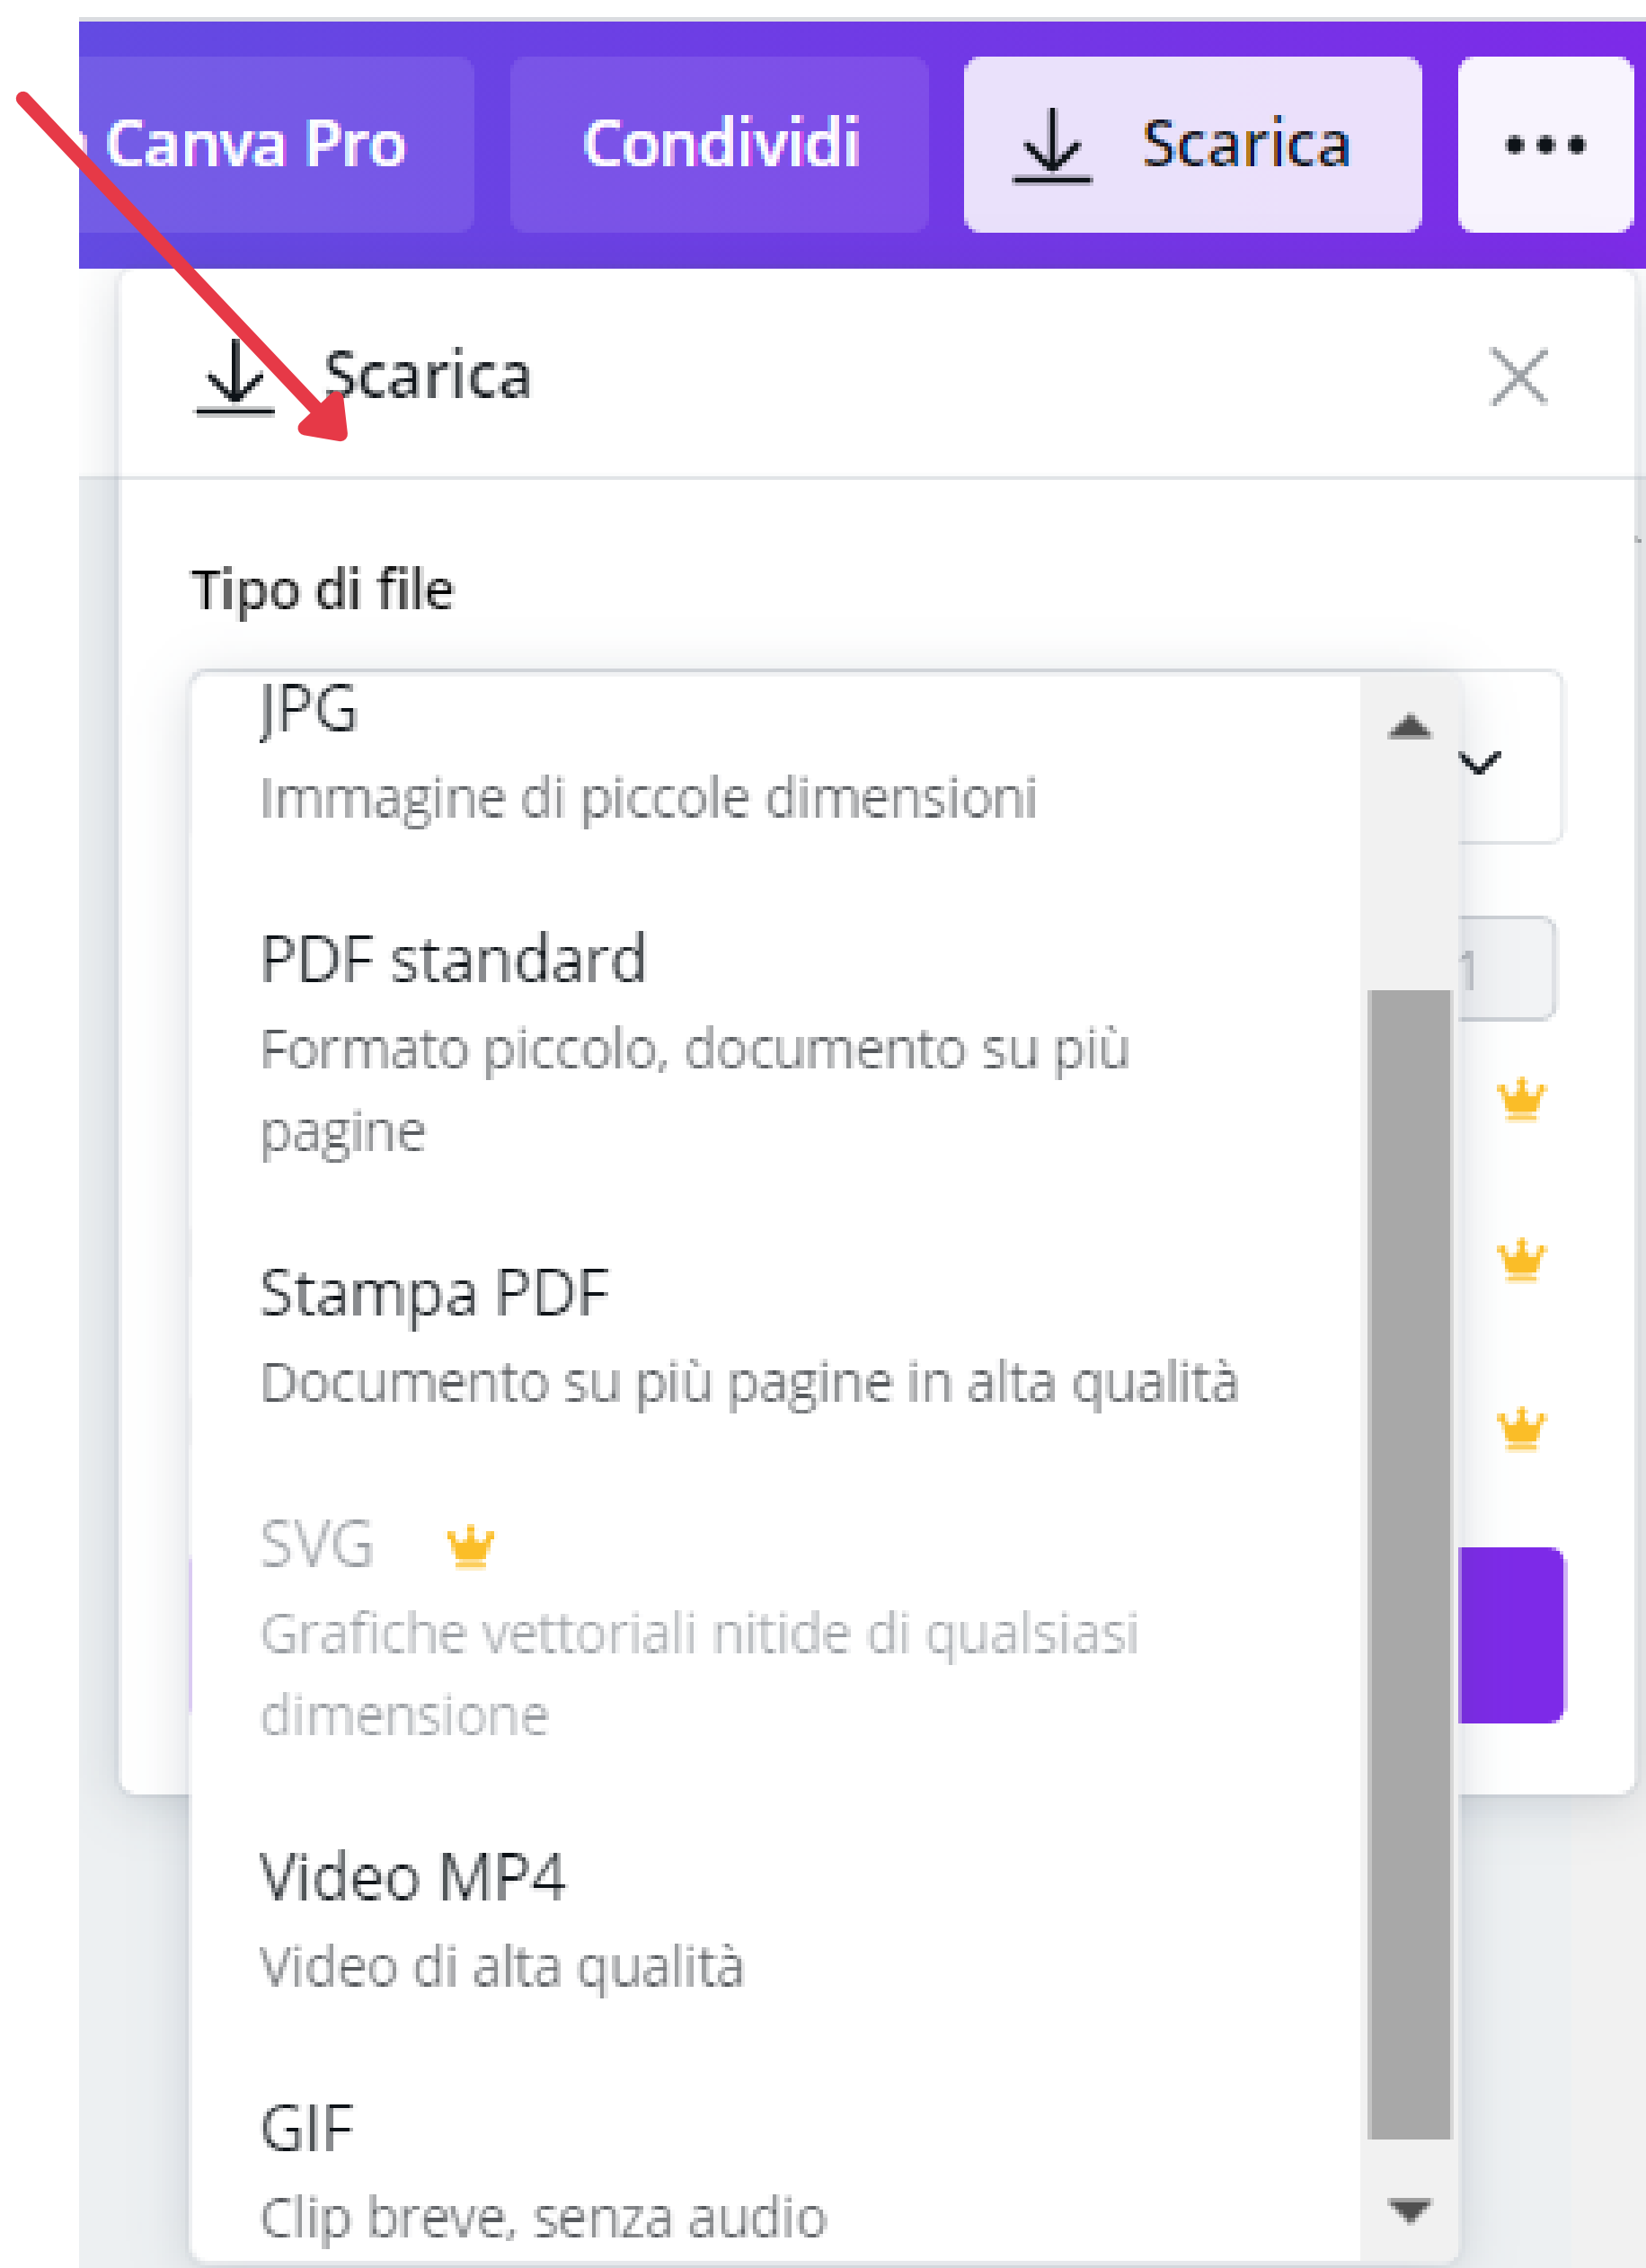 Canva Pro
Condividi
Scarica
Scarica
Tipo di file
JPG
Immagine di piccole dimensioni
1
PDF standard
Formato piccolo, documento su più
pagine
Stampa PDF
Documento su più pagine in alta qualità
SVG
Grafiche vettoriali nitide di qualsiasi
dimensione
Video MP4
Video di alta qualità
GIF
Clip breve, senza audio